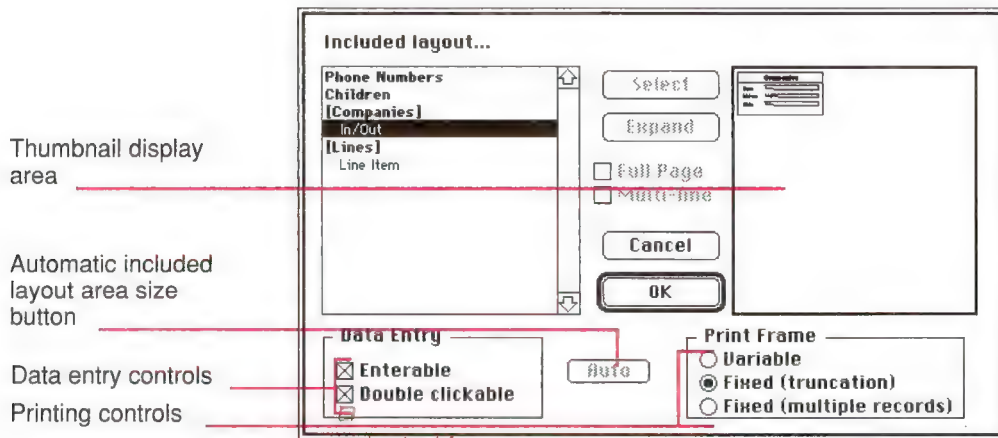 Included layout...
Phone Numbers
Children
[Companies]
In/Out
[Lines]
Line Item
Select
Expand
Full Page
Multi-line
Cancel
OK
Thumbnail display
area
Automatic included
layout area size
button
Data entry controls
Printing controls
Data Entry
Enterable
Double clickable
Auto
Print Frame
Variable
Fixed (truncation)
Fixed (multiple records)